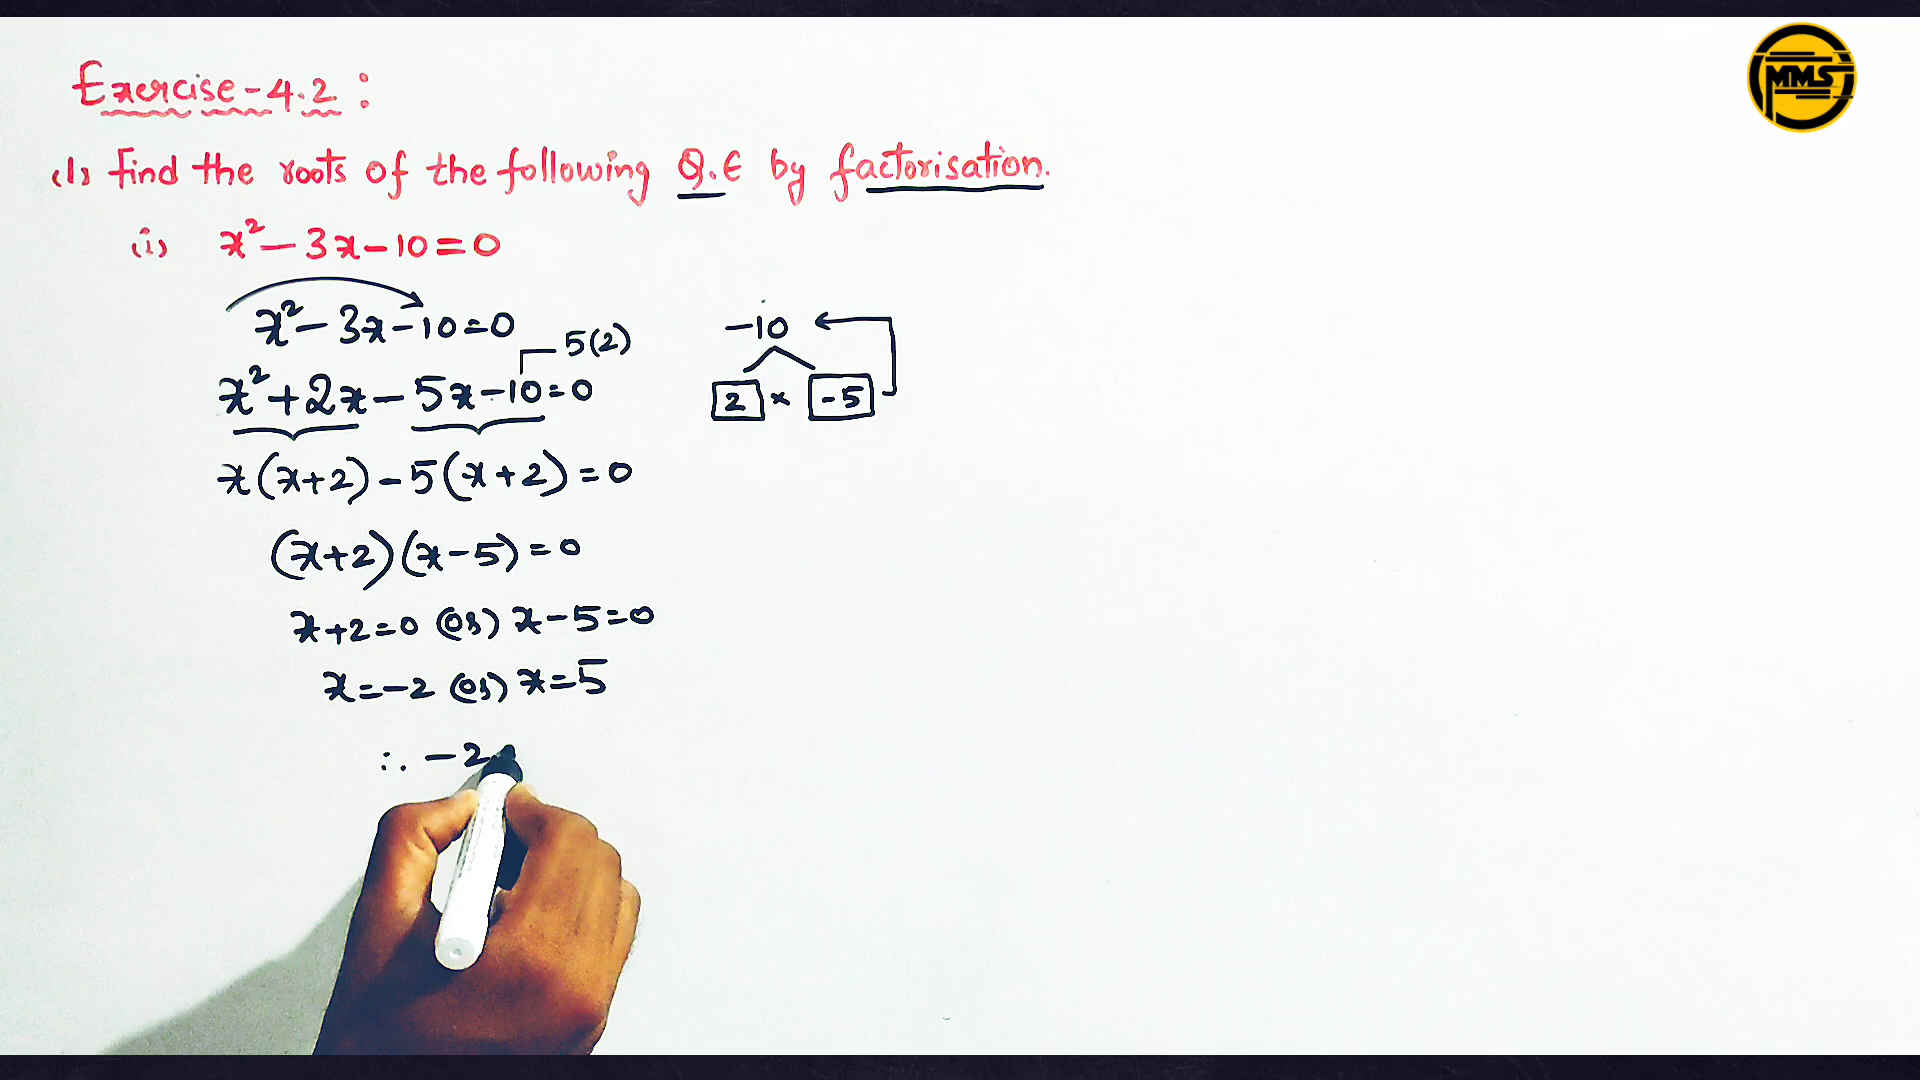 MMS
Exercise-4.2:
(1) Find the roots of the following Q.E by factorisation.
(i) x²-3x-10=0
x²-3x-10=0
5(2)
-10
x²+2x-5x-10=0
2 × -5
x(x+2)-5(x+2)=0
(x+2)(x-5)=0
x+2=0 (or) x-5=0
x=-2 (or) x=5
∴ -2